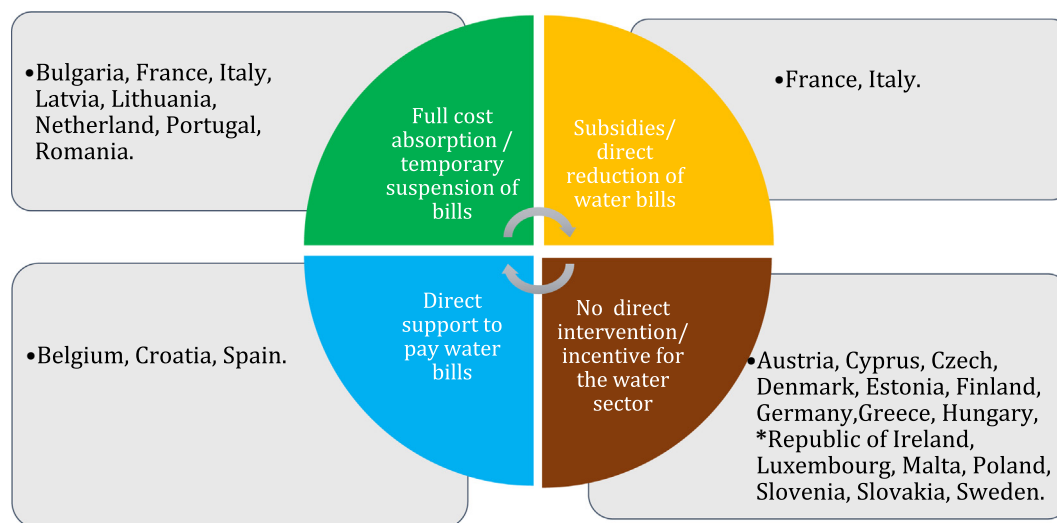 •Bulgaria, France, Italy,
Latvia, Lithuania,
Netherland, Portugal,
Romania.
Full cost
absorption /
temporary
suspension of
bills
Subsidies/
direct
reduction of
water bills
•France, Italy.
•Belgium, Croatia, Spain.
Direct
support to
pay water
bills
No direct
intervention/
incentive for
the water
sector
•Austria, Cyprus, Czech,
Denmark, Estonia, Finland,
Germany,Greece, Hungary,
*Republic of Ireland,
Luxembourg, Malta, Poland,
Slovenia, Slovakia, Sweden.